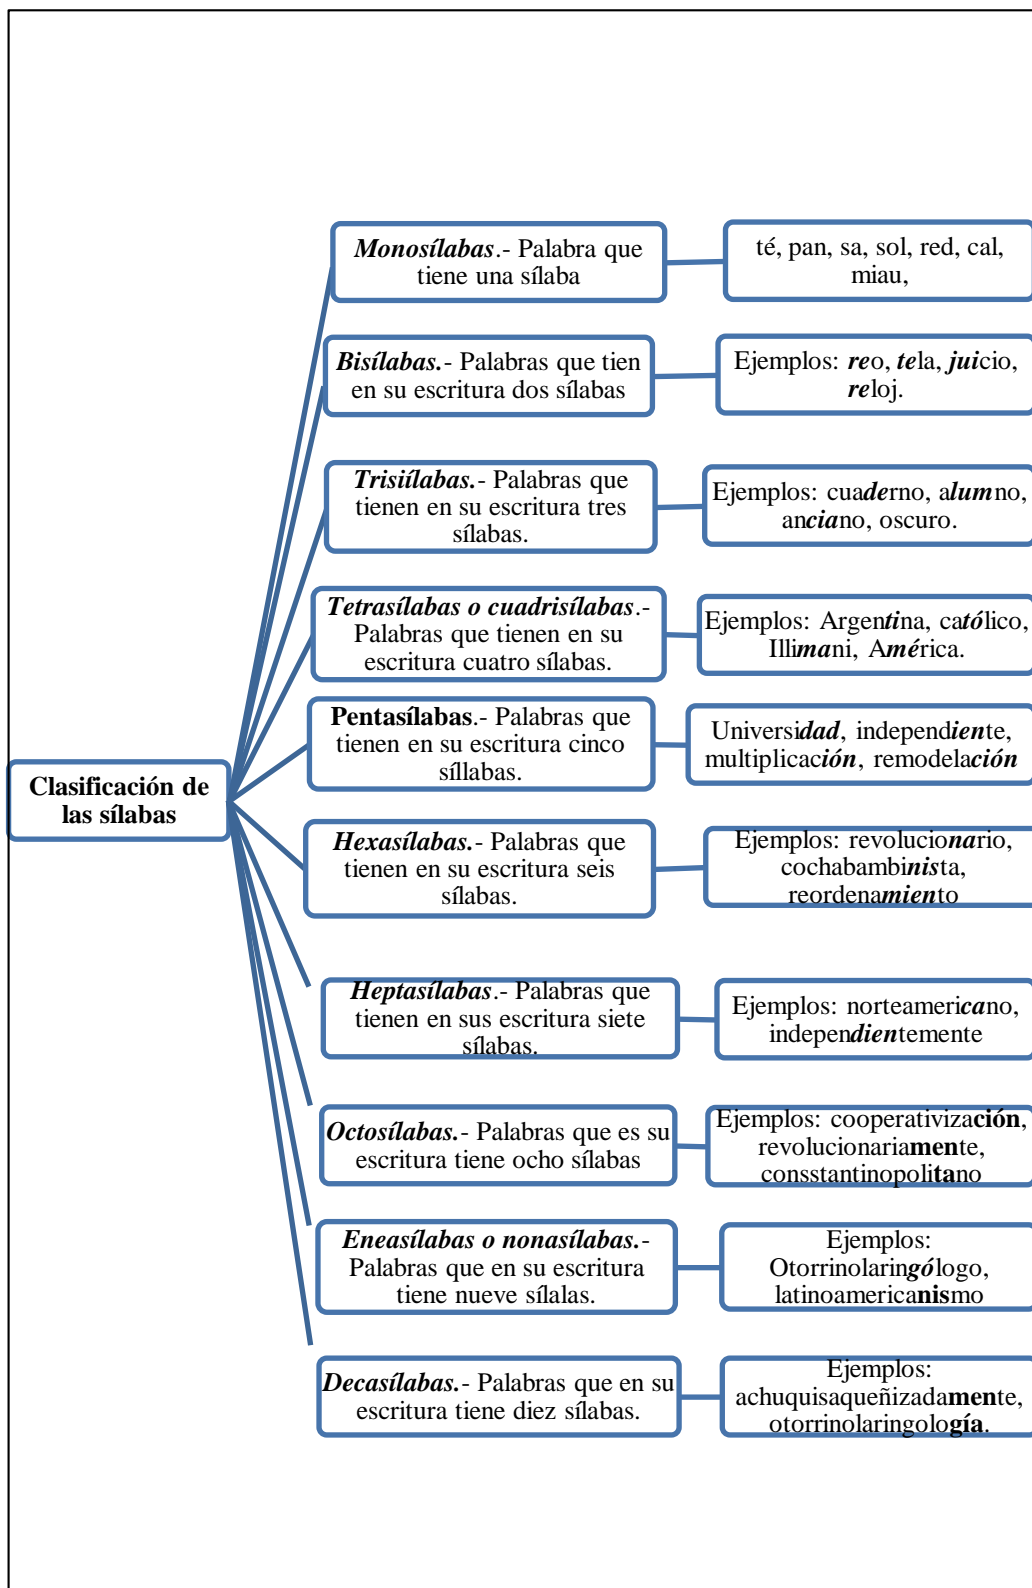 Clasificación de
las sílabas
Monosílabas.- Palabra que
tiene una sílaba
té, pan, sa, sol, red, cal,
miau,
Bisílabas.- Palabras que tien
en su escritura dos sílabas
Ejemplos: reo, tela, juicio,
reloj.
Trisiílabas.- Palabras que
tienen en su escritura tres
sílabas.
Ejemplos: cuaderno, alumno,
anciano, oscuro.
Tetrasílabas o cuadrisílabas.-
Palabras que tienen en su
escritura cuatro sílabas.
Ejemplos: Argentina, católico,
Illimani, América.
Pentasílabas.- Palabras que
tienen en su escritura cinco
síllabas.
Universidad, independiente,
multiplicación, remodelación
Hexasílabas.- Palabras que
tienen en su escritura seis
sílabas.
Ejemplos: revolucionario,
cochabambinista,
reordenamiento
Heptasílabas.- Palabras que
tienen en sus escritura siete
sílabas.
Ejemplos: norteamericano,
independientemente
Octosílabas.- Palabras que es su
escritura tiene ocho sílabas
Ejemplos: cooperativización,
revolucionariamente,
consstantinopolitano
Eneasílabas o nonasílabas.-
Palabras que en su escritura
tiene nueve sílalas.
Ejemplos:
Otorrinolaringólogo,
latinoamericanismo
Decasílabas.- Palabras que en su
escritura tiene diez sílabas.
Ejemplos:
achuquisaqueñizadamente,
otorrinolaringología.